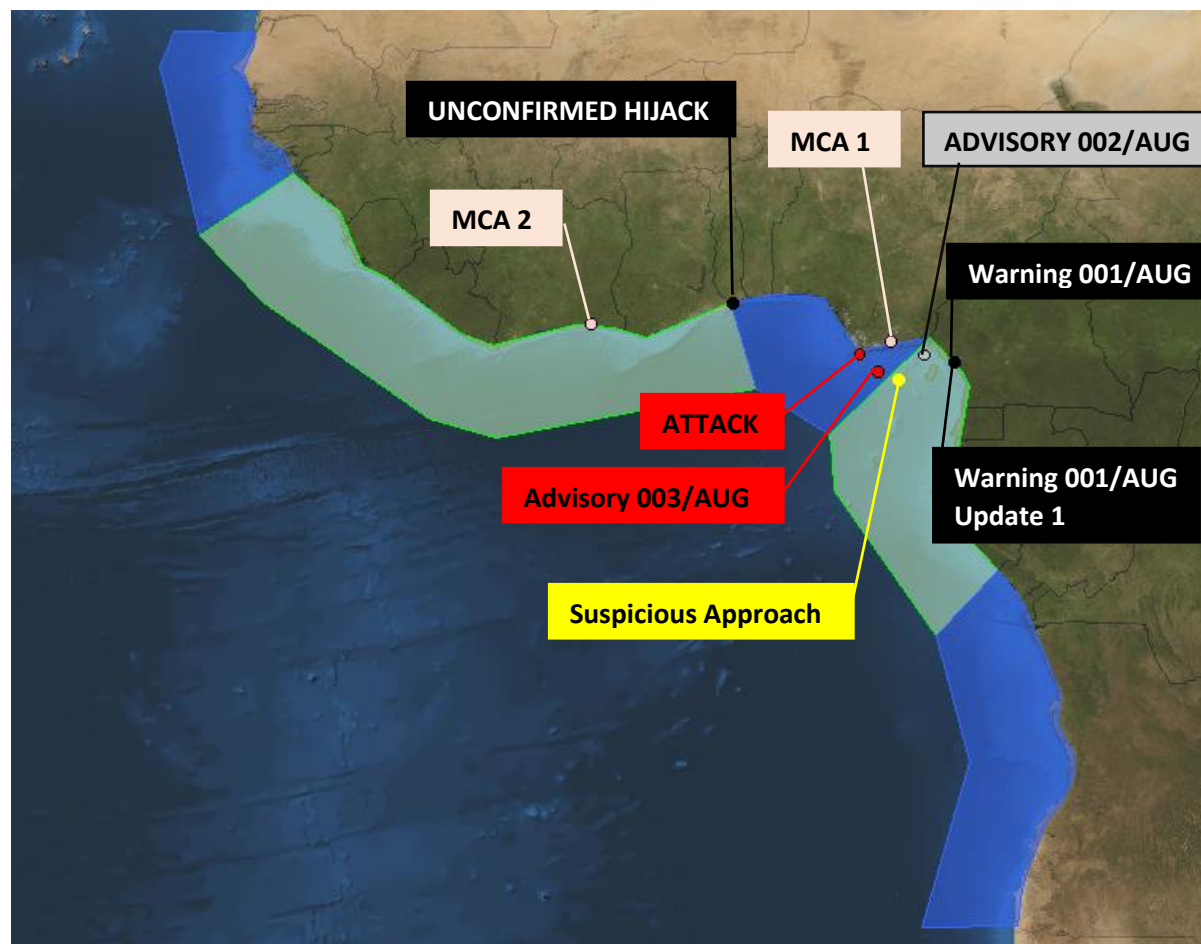 UNCONFIRMED HIJACK
MCA 1
ADVISORY 002/AUG
MCA 2
Warning 001/AUG
ATTACK
Advisory 003/AUG
Warning 001/AUG
Update 1
Suspicious Approach